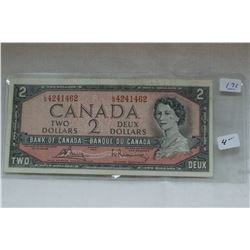 171
4-
4241462
4241462
CANADA
TWO
DOLLARS
2
DEUX
DOLLARS
BANK OF CANADA - BANQUE DU CANADA
TWO
DEUX